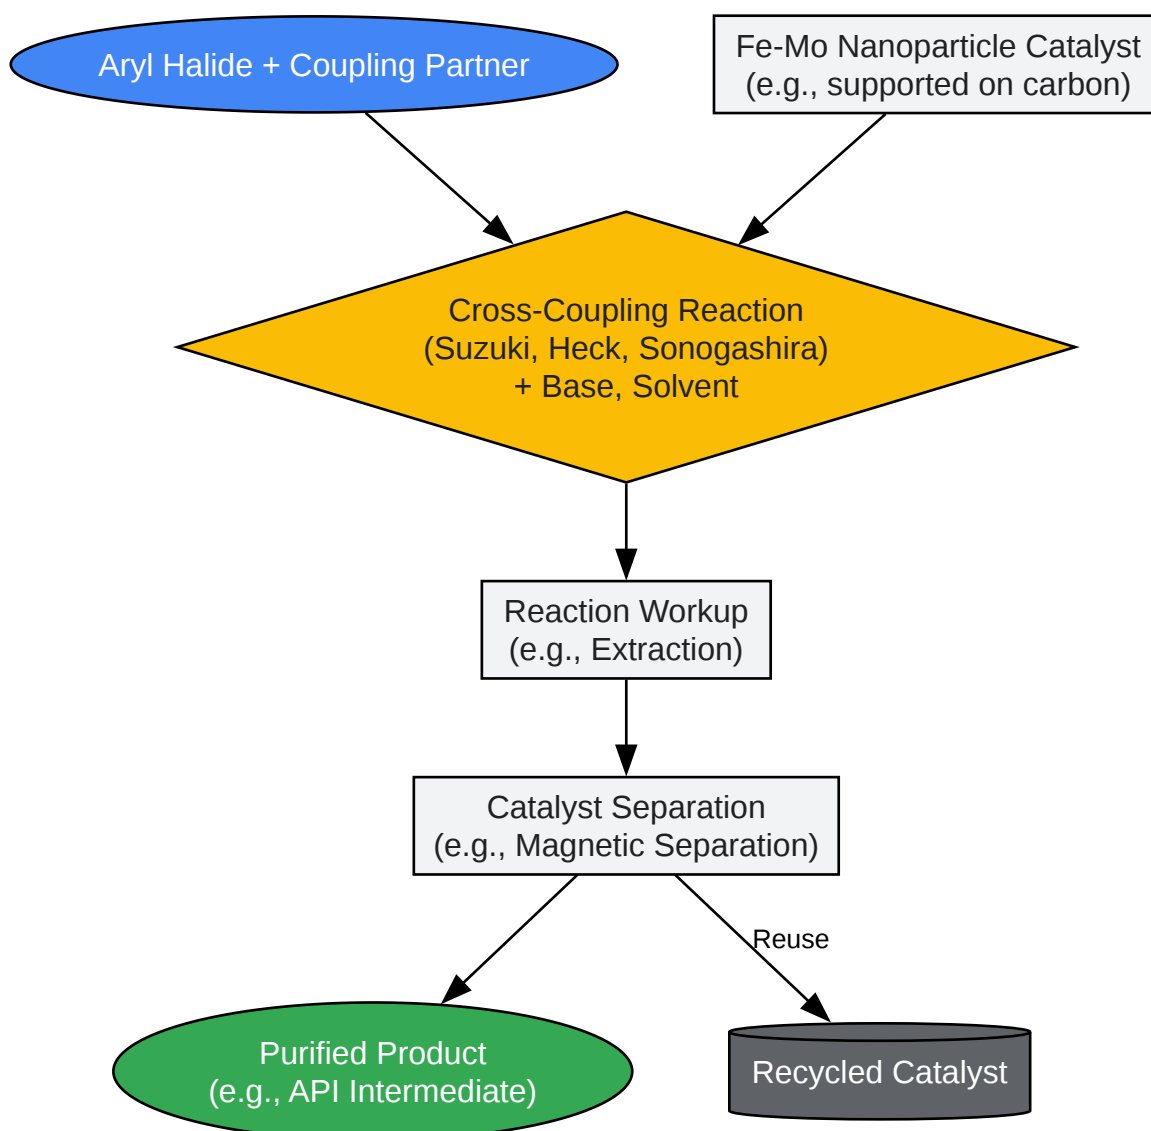 Aryl Halide + Coupling Partner
Fe-Mo Nanoparticle Catalyst
(e.g., supported on carbon)
Cross-Coupling Reaction
(Suzuki, Heck, Sonogashira)
+ Base, Solvent
Reaction Workup
(e.g., Extraction)
Catalyst Separation
(e.g., Magnetic Separation)
Reuse
Purified Product
(e.g., API Intermediate)
Recycled Catalyst